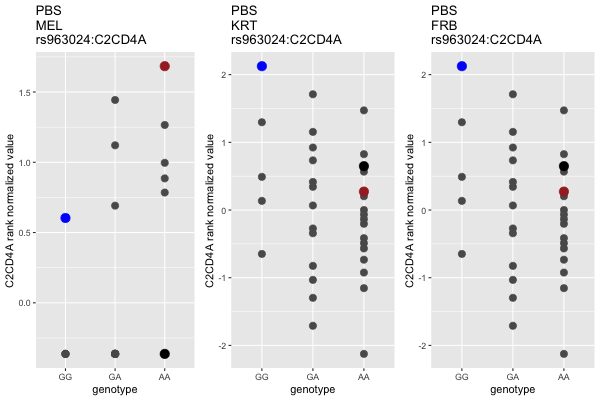 PBS
MEL
rs963024:C2CD4A
C2CD4A rank normalized value
1.5
1.0
0.5
0.0
GG GA AA
genotype
PBS
KRT
rs963024:C2CD4A
C2CD4A rank normalized value
2
1
0
-1
-2
GG GA AA
genotype
PBS
FRB
rs963024:C2CD4A
C2CD4A rank normalized value
2
1
0
-1
-2
GG GA AA
genotype